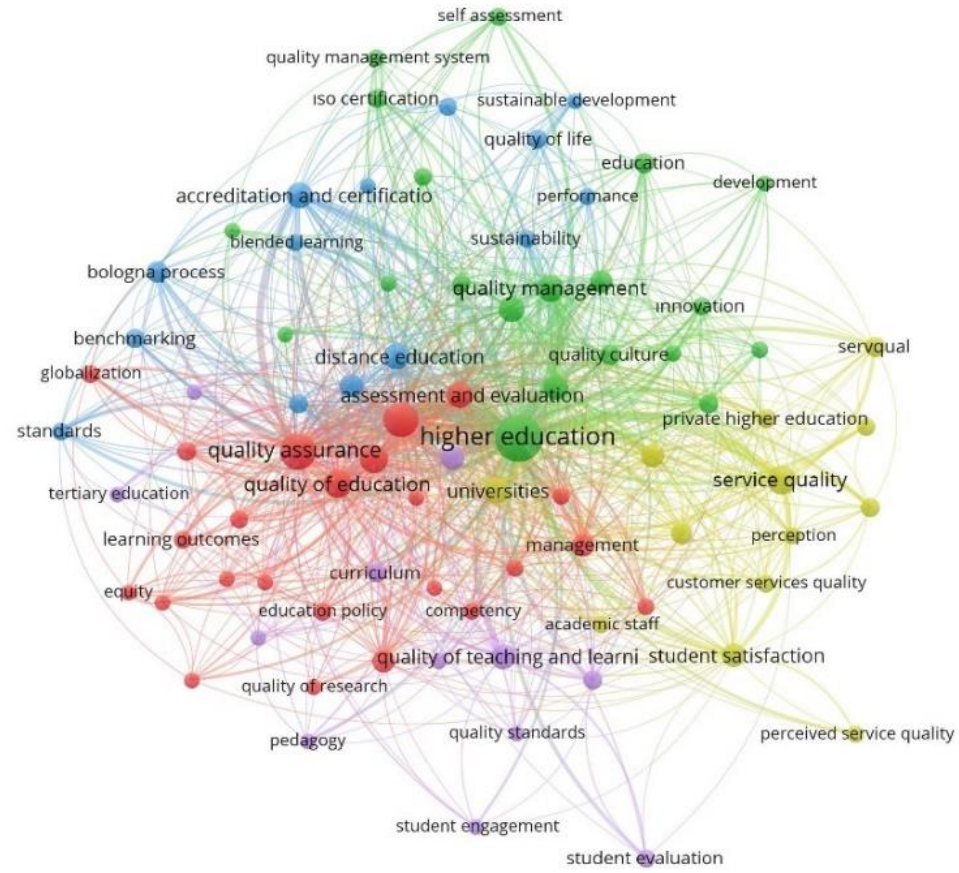 self assessment
quality management system
iso certification
sustainable development
quality of life
education
development
accreditation and certificatio
performance
blended learning
sustainability
bologna process
quality management
innovation
benchmarking
distance education
quality culture
servqual
globalization
assessment and evaluation
private higher education
standards
higher education
quality assurance
quality of education
universities
service quality
tertiary education
learning outcomes
management
perception
curriculum
customer services quality
equity
education policy
competency
academic staff
quality of teaching and learni
student satisfaction
quality of research
pedagogy
quality standards
perceived service quality
student engagement
student evaluation